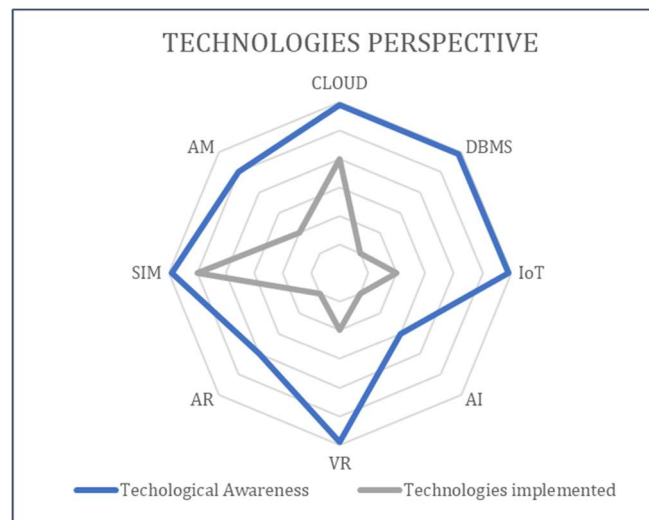 TECHNOLOGIES PERSPECTIVE
CLOUD
AM
DBMS
SIM
IoT
AR
AI
VR
Techological Awareness
Technologies implemented